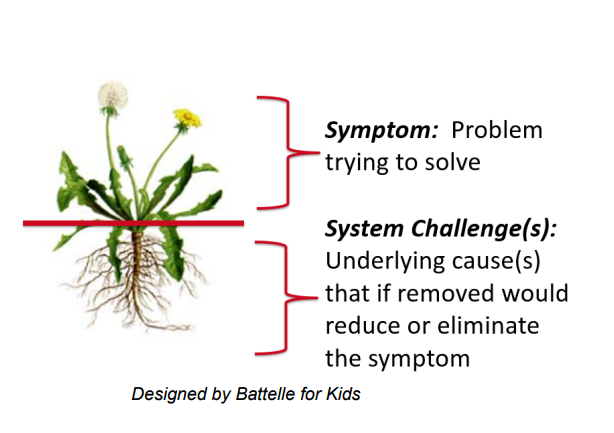 Symptom: Problem
trying to solve
System Challenge(s):
Underlying cause(s)
that if removed would
reduce or eliminate
the symptom
Designed by Battelle for Kids